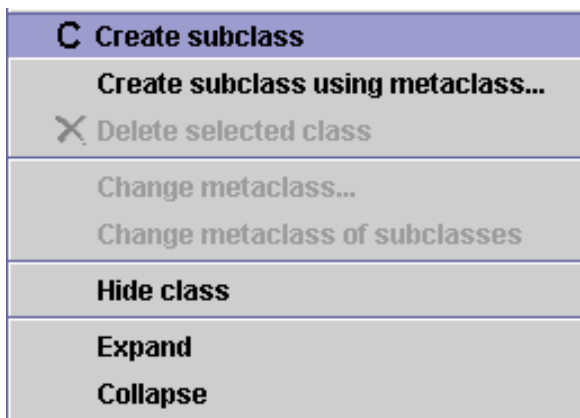 C Create subclass
Create subclass using metaclass...
Delete selected class
Change metaclass...
Change metaclass of subclasses
Hide class
Expand
Collapse